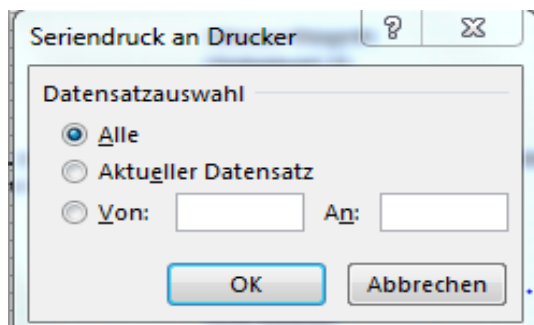 Seriendruck an Drucker
Datensatzauswahl
Alle
Aktueller Datensatz
Von: An:
OK Abbrechen